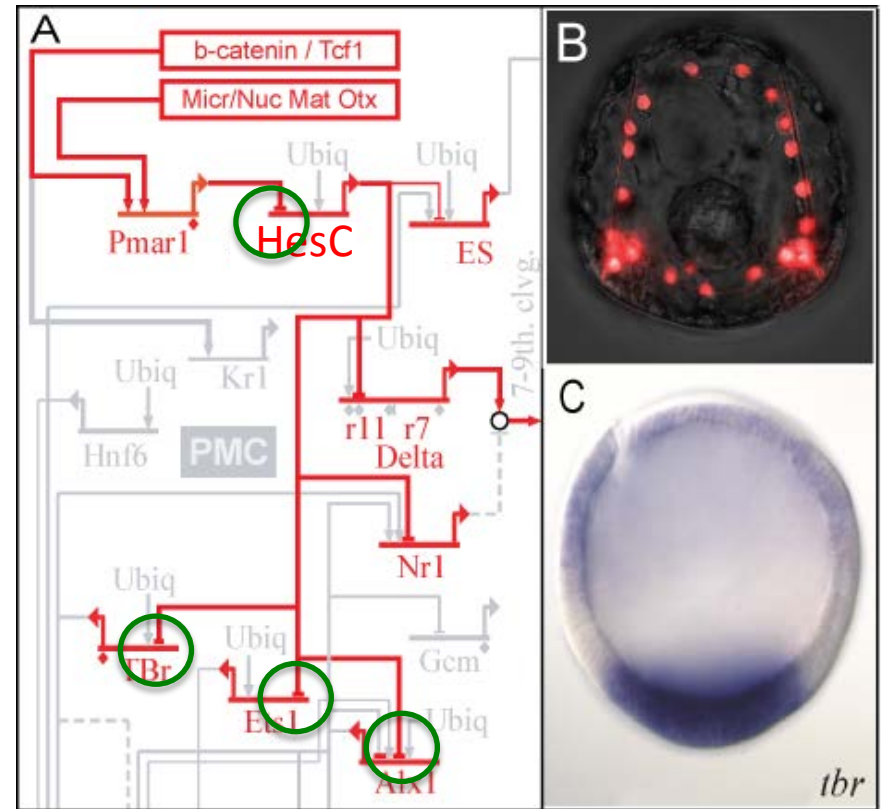 A
b-catenin / Tcf1
Micr/Nuc Mat Otx
Ubiq
Ubiq
Pmar1
HesC
ES
7-9th. clvg.
Ubiq
Kr1
Ubiq
Hnf6
PMC
r11 r7
Delta
Nr1
Ubiq
TBr
Ubiq
Gcm
Ets1
Ubiq
Alx1
B
C
tbr